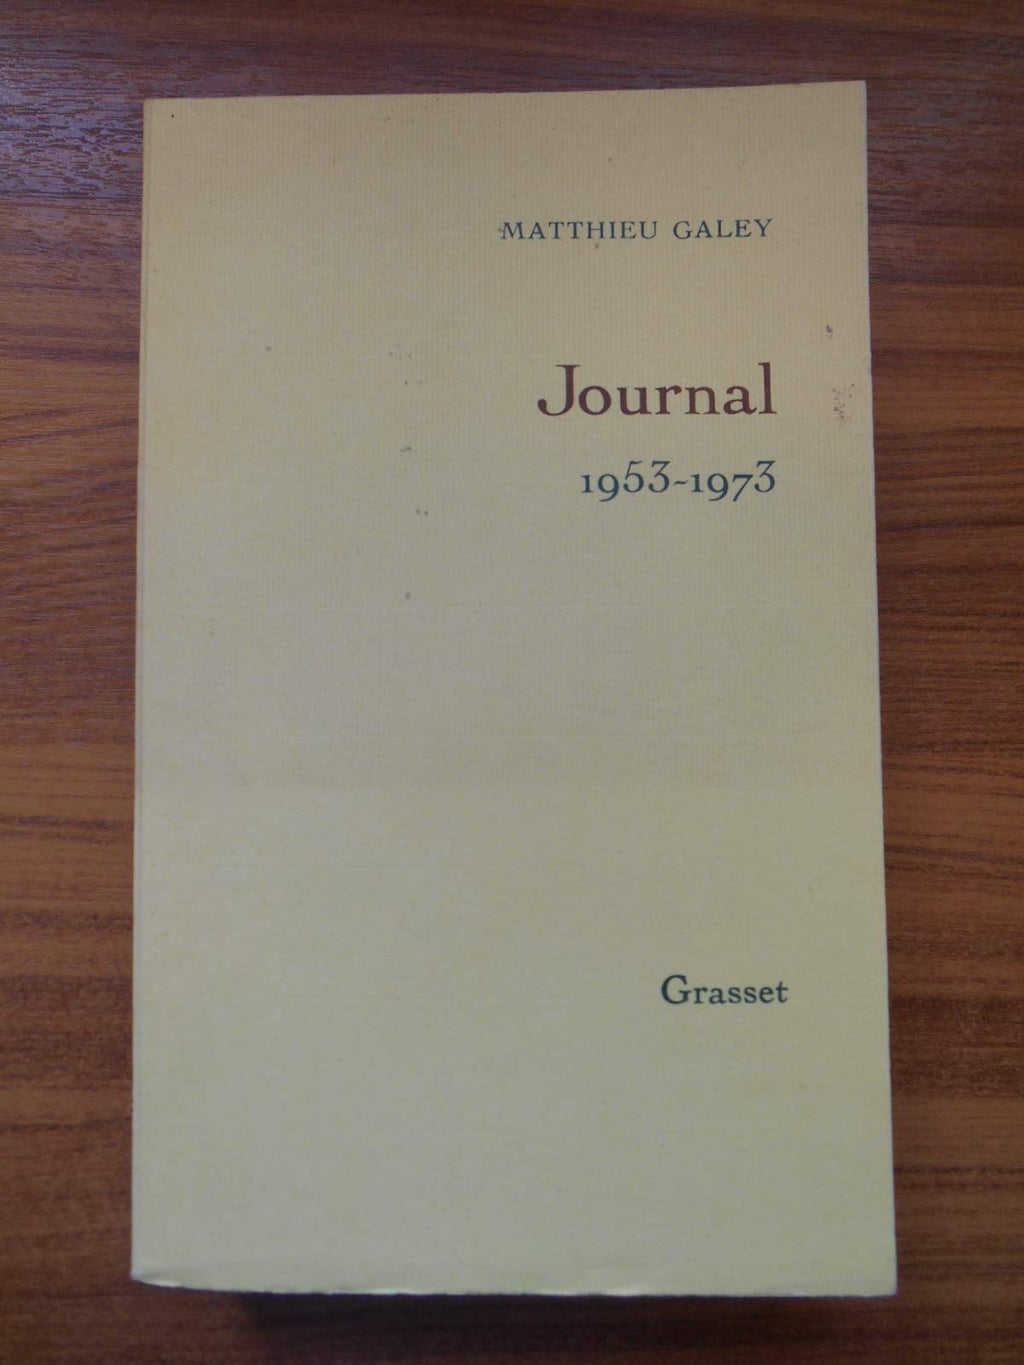 MATTHIEU GALEY
Journal
1953-1973
Grasset